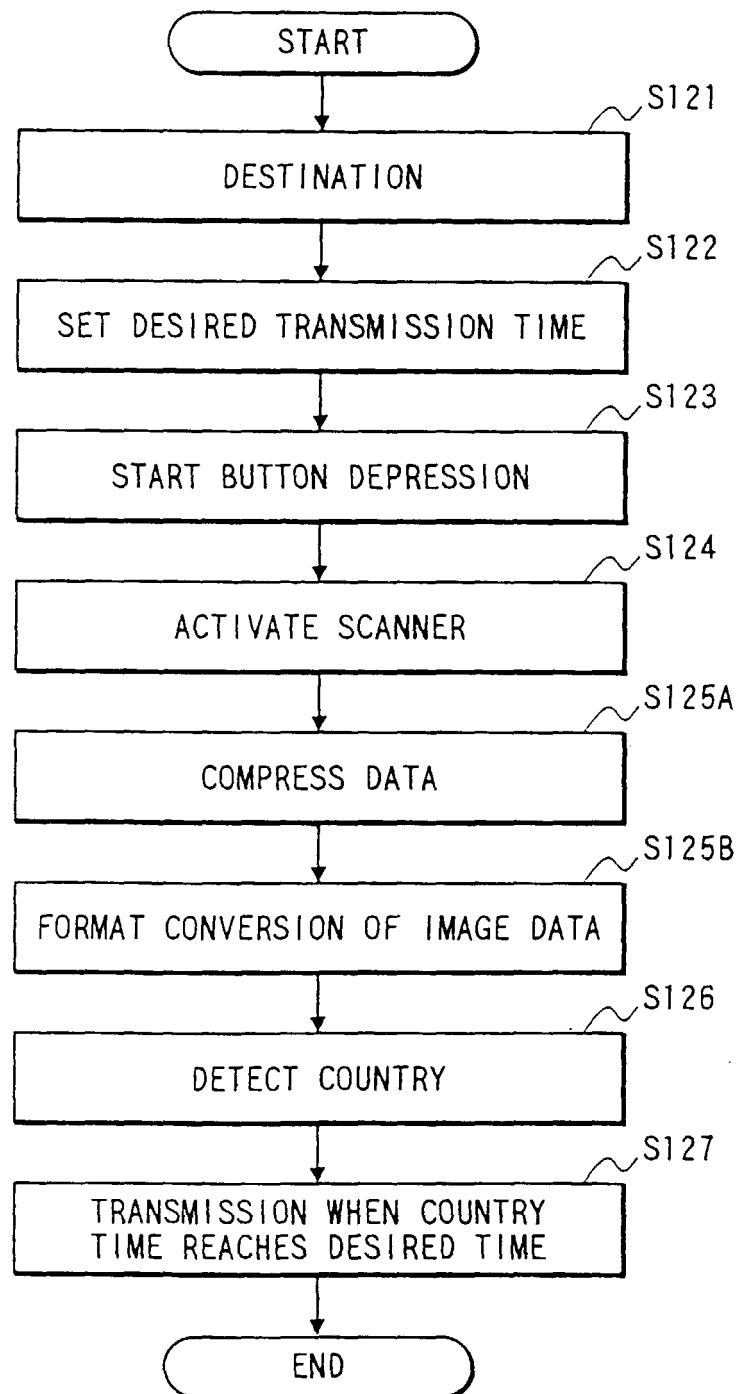 START
S121
DESTINATION
S122
SET DESIRED TRANSMISSION TIME
S123
START BUTTON DEPRESSION
S124
ACTIVATE SCANNER
S125A
COMPRESS DATA
S125B
FORMAT CONVERSION OF IMAGE DATA
S126
DETECT COUNTRY
S127
TRANSMISSION WHEN COUNTRY
TIME REACHES DESIRED TIME
END